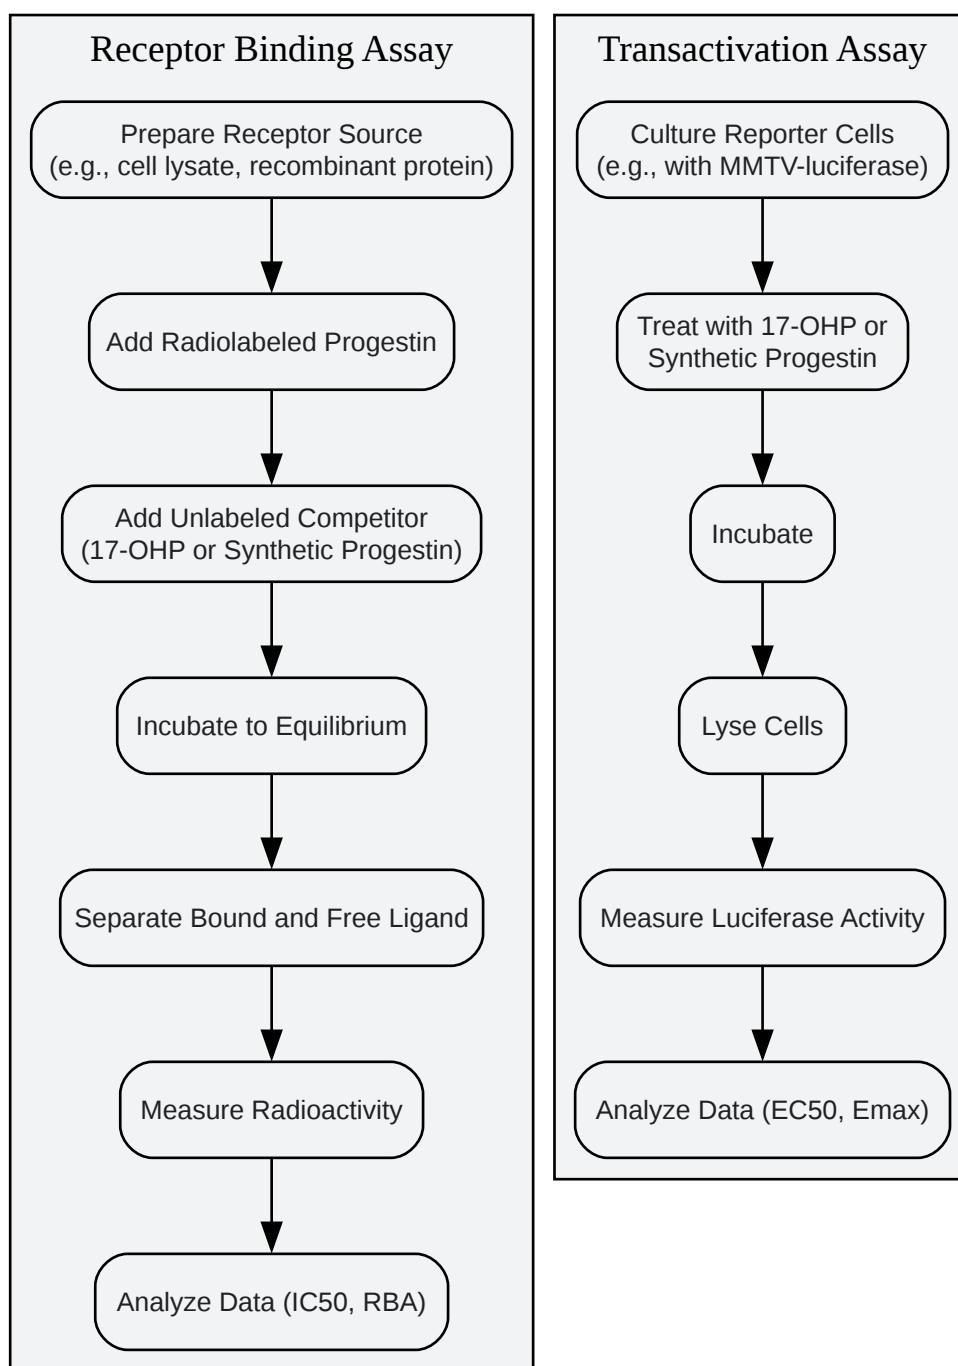 Receptor Binding Assay
Prepare Receptor Source
(e.g., cell lysate, recombinant protein)
Add Radiolabeled Progestin
Add Unlabeled Competitor
(17-OHP or Synthetic Progestin)
Incubate to Equilibrium
Separate Bound and Free Ligand
Measure Radioactivity
Analyze Data (IC50, RBA)
Transactivation Assay
Culture Reporter Cells
(e.g., with MMTV-luciferase)
Treat with 17-OHP or
Synthetic Progestin
Incubate
Lyse Cells
Measure Luciferase Activity
Analyze Data (EC50, Emax)